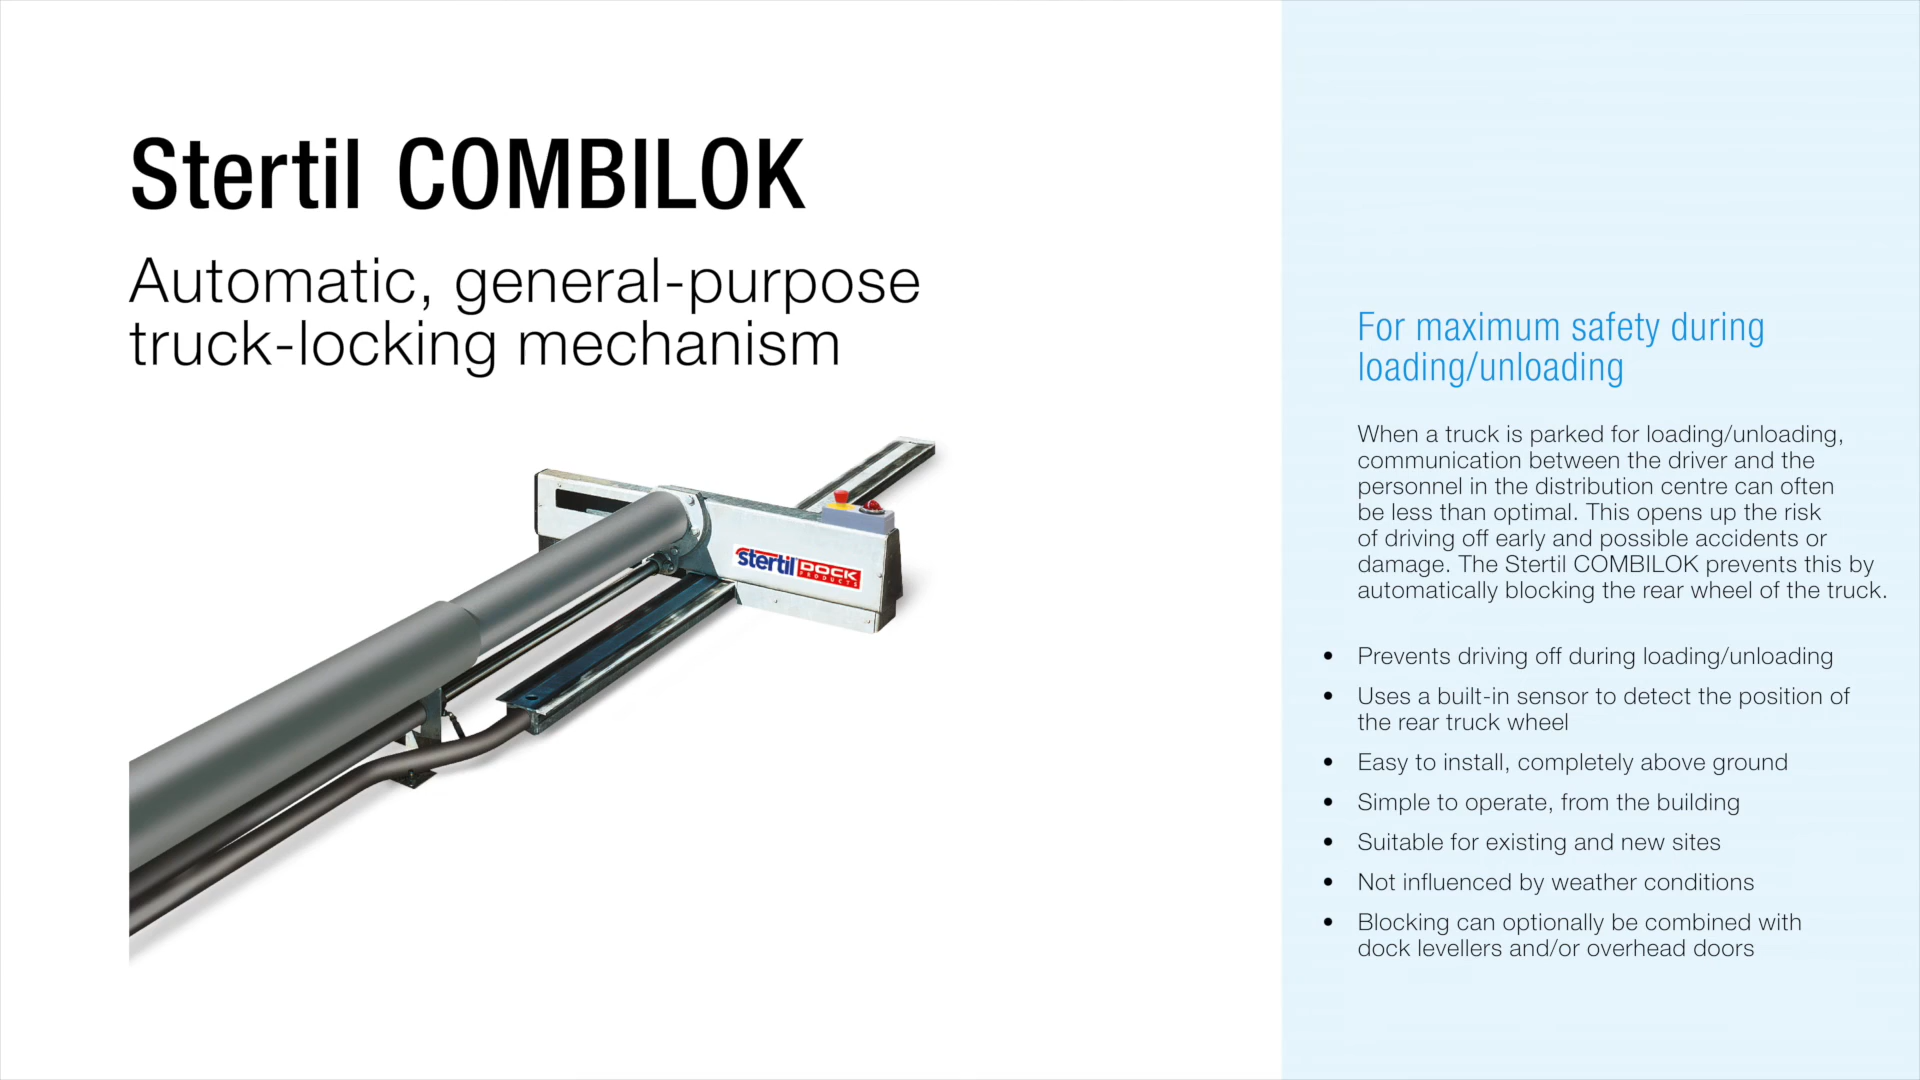 Stertil COMBILOK
Automatic, general-purpose
truck-locking mechanism
stertil DOCK
PRODUCTS
For maximum safety during
loading/unloading
When a truck is parked for loading/unloading,
communication between the driver and the
personnel in the distribution centre can often
be less than optimal. This opens up the risk
of driving off early and possible accidents or
damage. The Stertil COMBILOK prevents this by
automatically blocking the rear wheel of the truck.
• Prevents driving off during loading/unloading
• Uses a built-in sensor to detect the position of
the rear truck wheel
• Easy to install, completely above ground
• Simple to operate, from the building
• Suitable for existing and new sites
• Not influenced by weather conditions
• Blocking can optionally be combined with
dock levellers and/or overhead doors